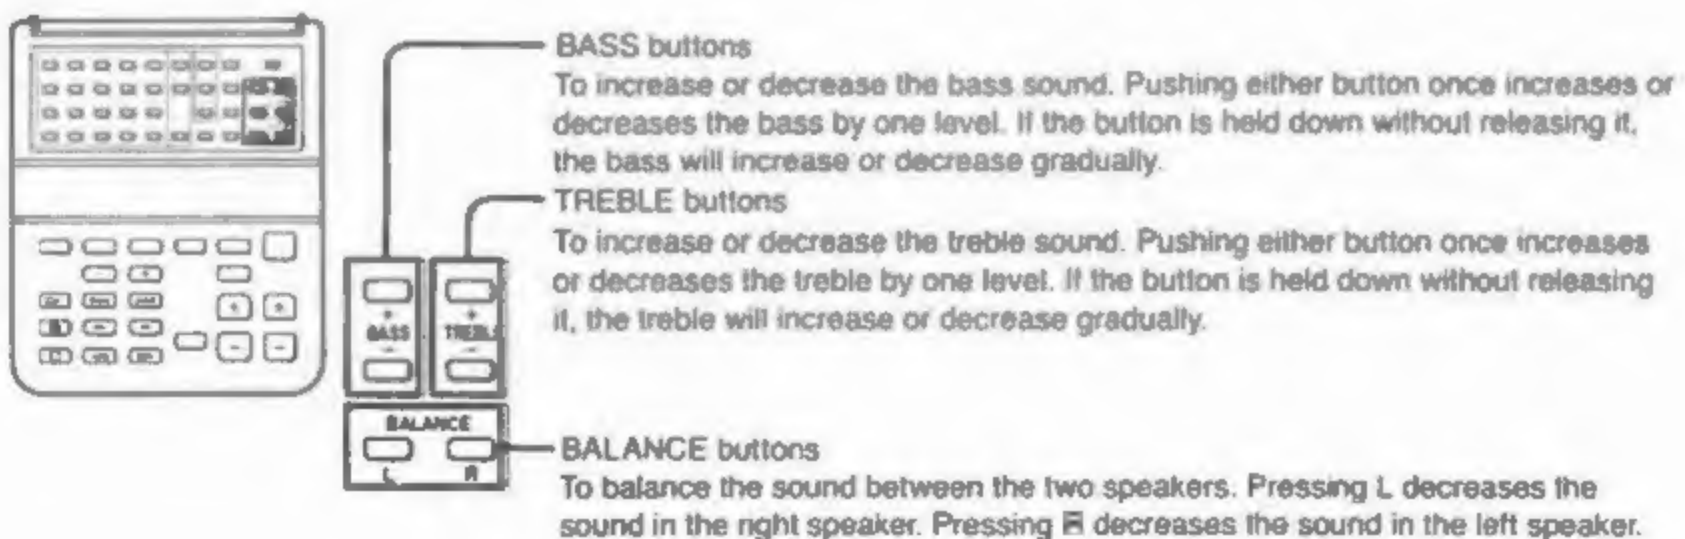 BASS buttons
To increase or decrease the bass sound. Pushing either button once increases or
decreases the bass by one level. If the button is held down without releasing it,
the bass will increase or decrease gradually.
TREBLE buttons
To increase or decrease the treble sound. Pushing either button once increases
or decreases the treble by one level. If the button is held down without releasing
it, the treble will increase or decrease gradually.
+ +
BASS TREBLE
- -
BALANCE
L R
BALANCE buttons
To balance the sound between the two speakers. Pressing L decreases the
sound in the right speaker. Pressing R decreases the sound in the left speaker.